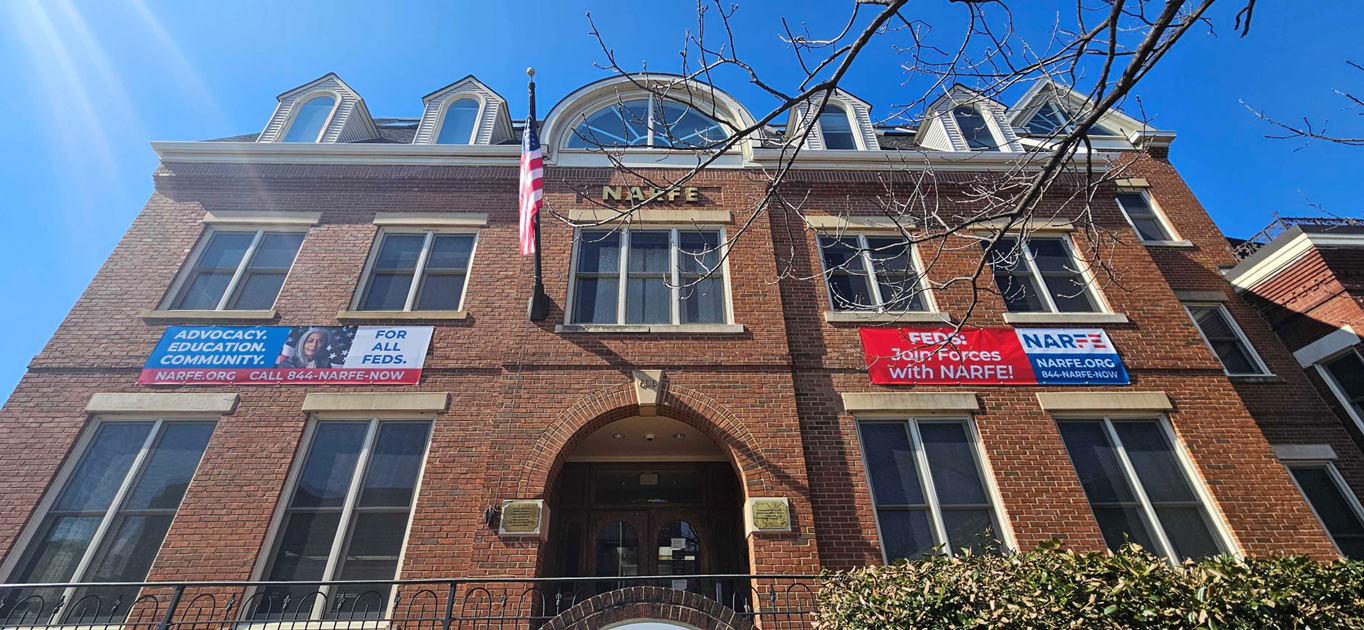 NARFE
ADVOCACY.
EDUCATION.
COMMUNITY.
FOR
ALL
FEDS.
NARFE.ORG CALL 844-NARFE-NOW
FEDS:
Join Forces
with NARFE!
NARFE
NARFE.ORG
844-NARFE-NOW